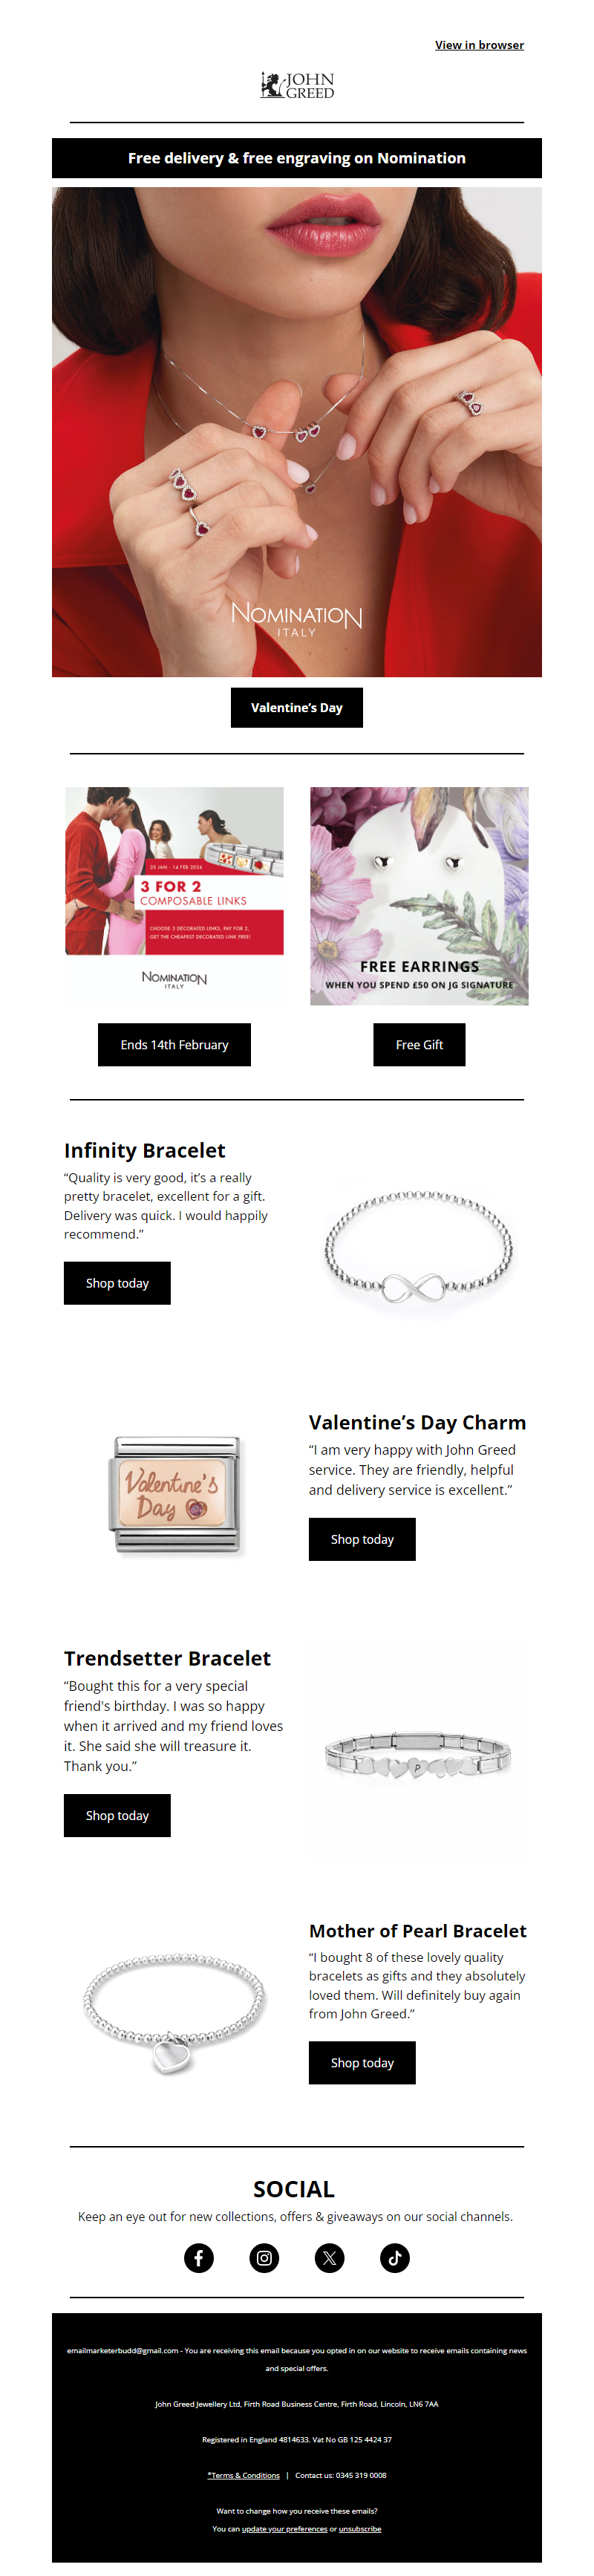 View in browser
JOHN
GREED
Free delivery & free engraving on Nomination
NOMINATION
ITALY
Valentine’s Day
23 JAN - 14 FEB 2024
3 FOR 2
COMPOSABLE LINKS
CHOOSE 3 DECORATED LINKS, PAY FOR 2,
GET THE CHEAPEST DECORATED LINK FREE!
NOMINATION
ITALY
FREE EARRINGS
WHEN YOU SPEND £50 ON JG SIGNATURE
Ends 14th February
Free Gift
Infinity Bracelet
“Quality is very good, it’s a really
pretty bracelet, excellent for a gift.
Delivery was quick. I would happily
recommend.”
Shop today
Valentine's
Day
Valentine’s Day Charm
“I am very happy with John Greed
service. They are friendly, helpful
and delivery service is excellent.”
Shop today
Trendsetter Bracelet
“Bought this for a very special
friend's birthday. I was so happy
when it arrived and my friend loves
it. She said she will treasure it.
Thank you.”
Shop today
P
Mother of Pearl Bracelet
“I bought 8 of these lovely quality
bracelets as gifts and they absolutely
loved them. Will definitely buy again
from John Greed.”
Shop today
SOCIAL
Keep an eye out for new collections, offers & giveaways on our social channels.
emailmarketerbudd@gmail.com - You are receiving this email because you opted in on our website to receive emails containing news
and special offers.
John Greed Jewellery Ltd, Firth Road Business Centre, Firth Road, Lincoln, LN6 7AA
Registered in England 4814633. Vat No GB 125 4424 37
*Terms & Conditions | Contact us: 0345 319 0008
Want to change how you receive these emails?
You can update your preferences or unsubscribe